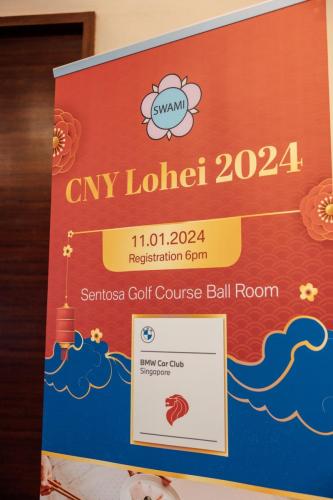 SWAMI
CNY Lohei 2024
11.01.2024
Registration 6pm
Sentosa Golf Course Ball Room
BMW Car Club
Singapore